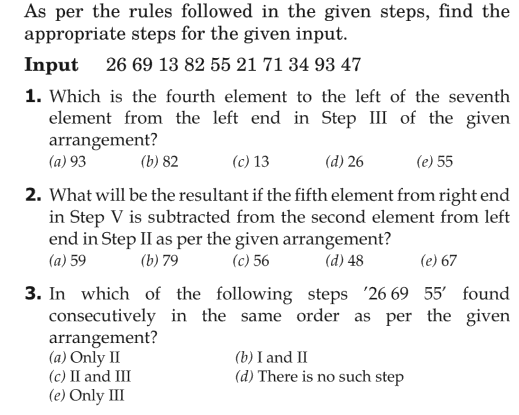 As per the rules followed in the given steps, find the
appropriate steps for the given input.
Input 26 69 13 82 55 21 71 34 93 47
1. Which is the fourth element to the left of the seventh
element from the left end in Step III of the given
arrangement?
(a) 93 (b) 82 (c) 13 (d) 26 (e) 55
2. What will be the resultant if the fifth element from right end
in Step V is subtracted from the second element from left
end in Step II as per the given arrangement?
(a) 59 (b) 79 (c) 56 (d) 48 (e) 67
3. In which of the following steps '26 69 55' found
consecutively in the same order as per the given
arrangement?
(a) Only II (b) I and II
(c) II and III (d) There is no such step
(e) Only III